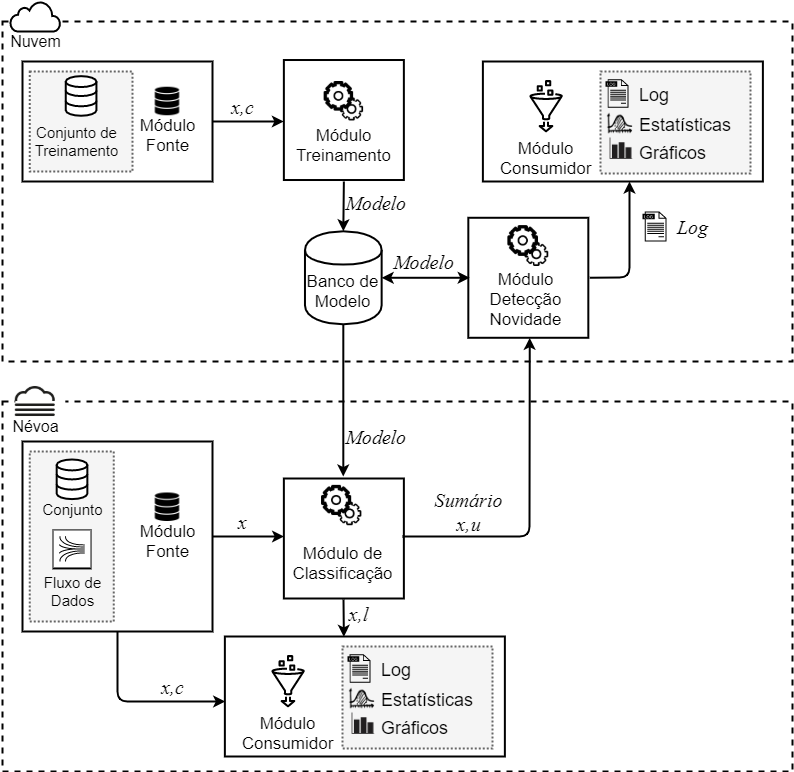 Nuvem
Conjunto de
Treinamento
Módulo
Fonte
x,c
Módulo
Treinamento
Módulo
Consumidor
Log
Estatísticas
Gráficos
Modelo
Banco de
Modelo
Modelo
Módulo
Detecção
Novidade
Log
Modelo
Névoa
Conjunto
Fluxo de
Dados
Módulo
Fonte
x
Módulo de
Classificação
Sumário
x,u
x,l
x,c
Módulo
Consumidor
Log
Estatísticas
Gráficos